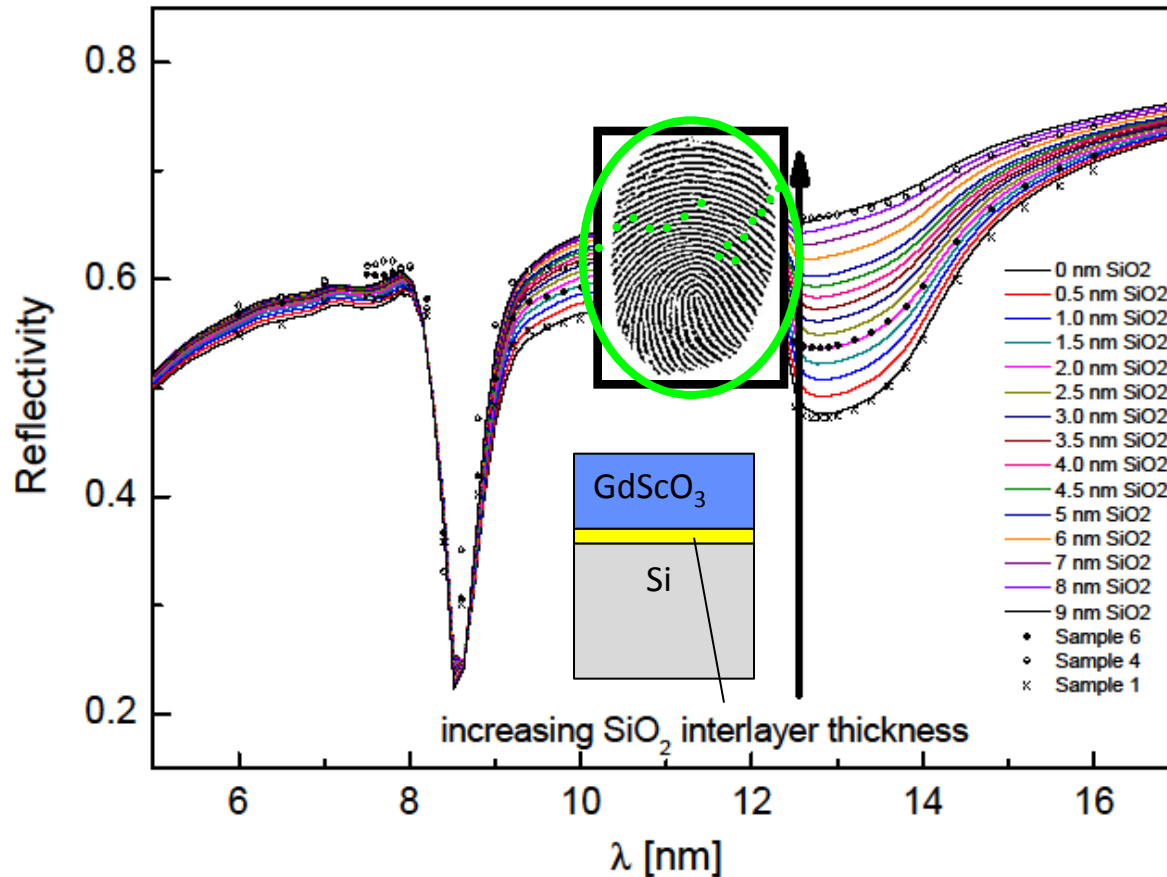 Reflectivity
0.8
0.6
0.4
0.2
6
8
10
12
14
16
λ [nm]
GdScO₃
Si
increasing SiO₂ interlayer thickness
0 nm SiO2
0.5 nm SiO2
1.0 nm SiO2
1.5 nm SiO2
2.0 nm SiO2
2.5 nm SiO2
3.0 nm SiO2
3.5 nm SiO2
4.0 nm SiO2
4.5 nm SiO2
5 nm SiO2
6 nm SiO2
7 nm SiO2
8 nm SiO2
9 nm SiO2
Sample 6
Sample 4
Sample 1